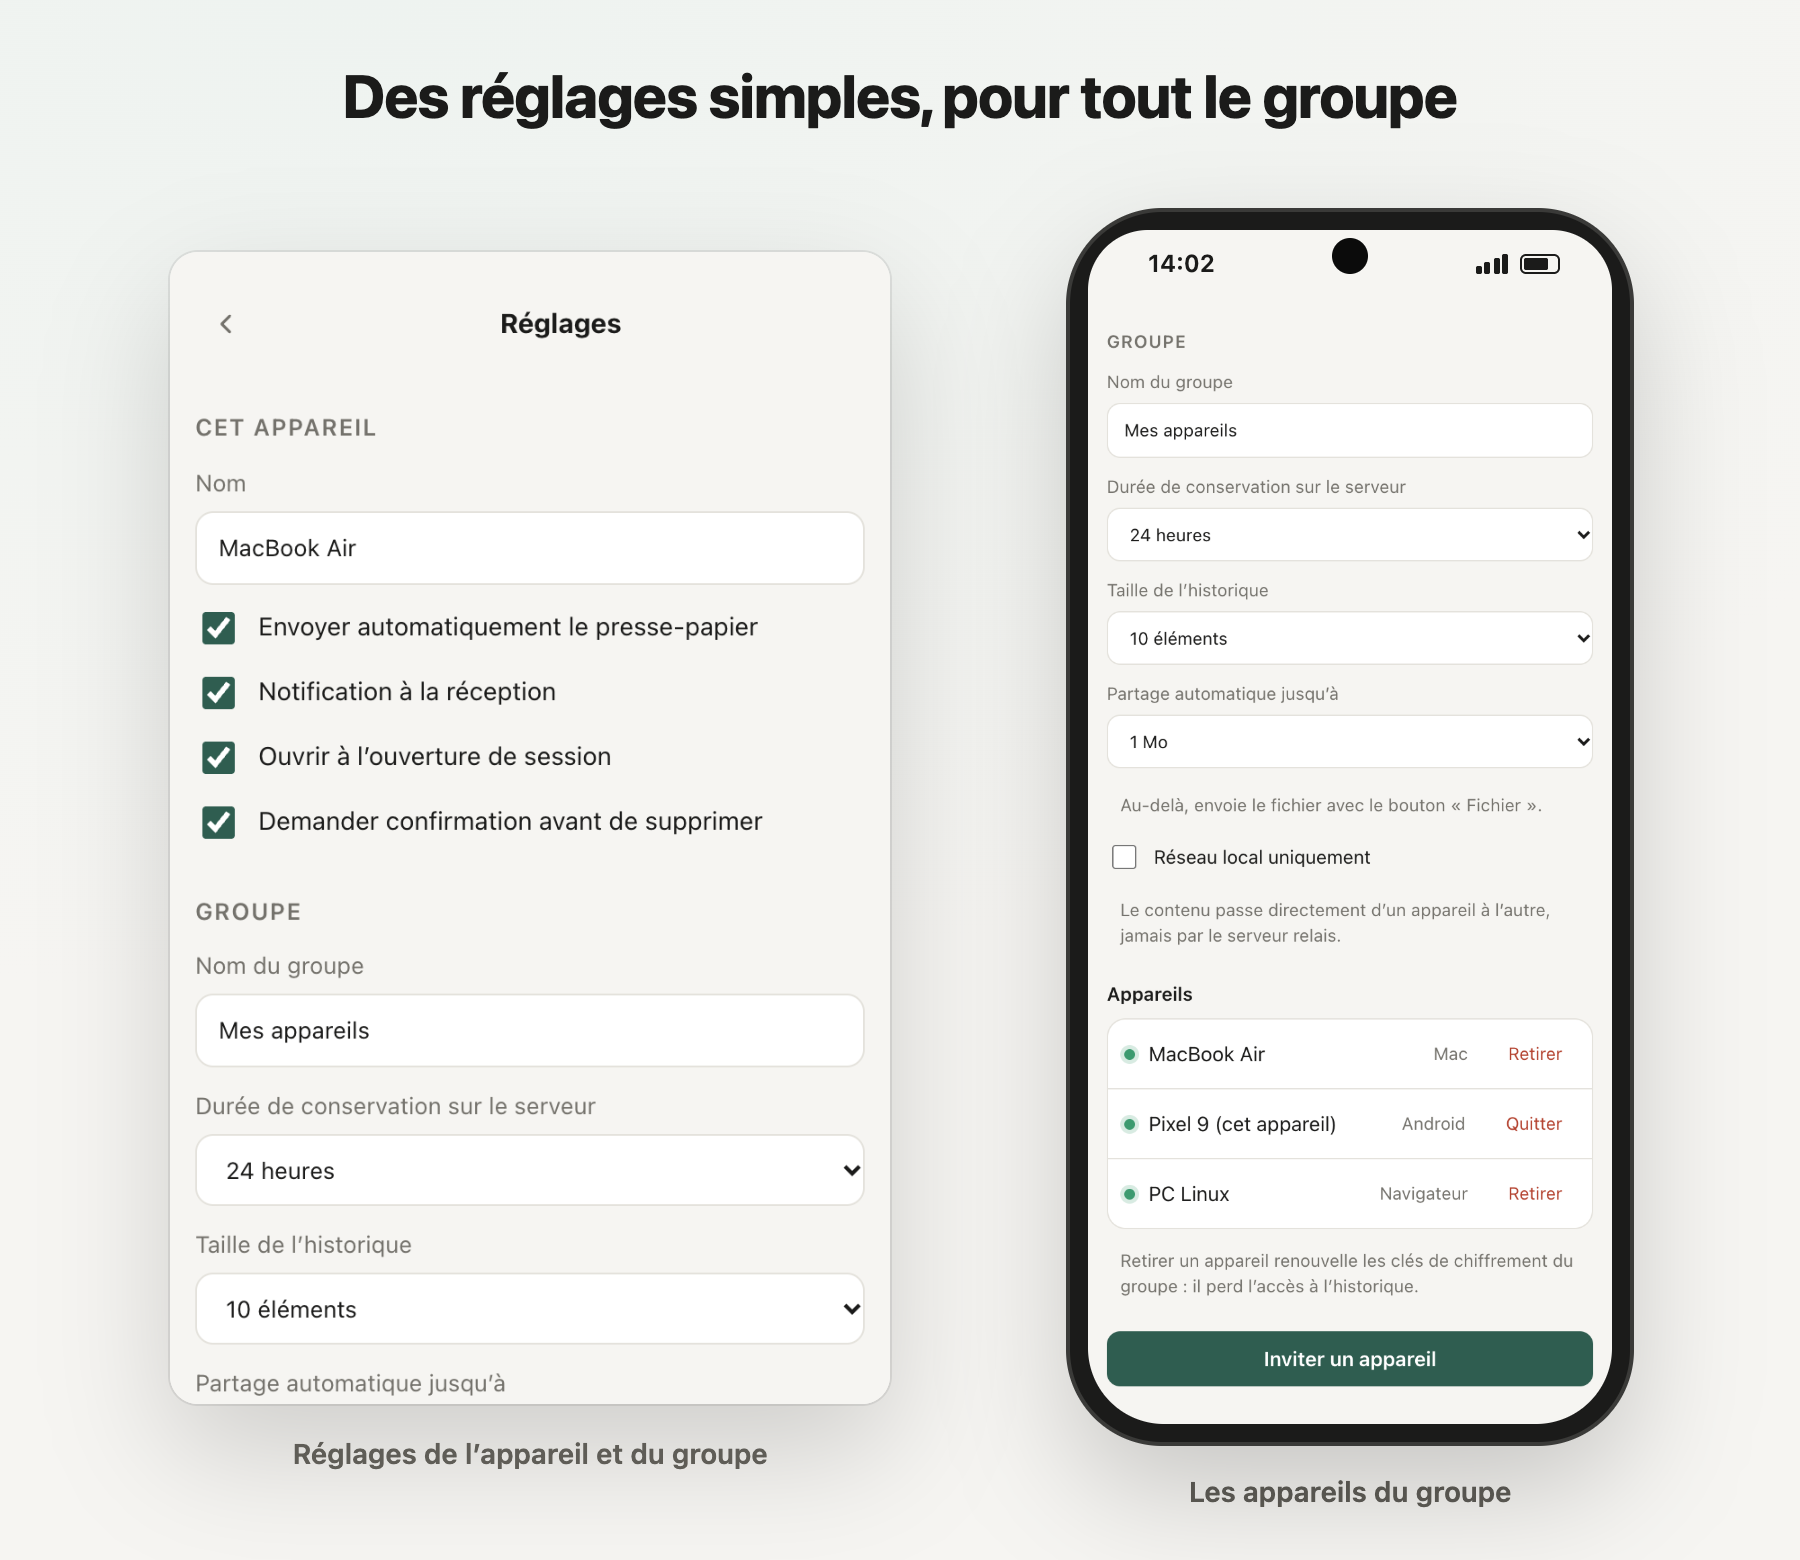 Des réglages simples, pour tout le groupe
Réglages
CET APPAREIL
Nom
MacBook Air
Envoyer automatiquement le presse-papier
Notification à la réception
Ouvrir à l’ouverture de session
Demander confirmation avant de supprimer
GROUPE
Nom du groupe
Mes appareils
Durée de conservation sur le serveur
24 heures
Taille de l’historique
10 éléments
Partage automatique jusqu’à
Réglages de l’appareil et du groupe
14:02
GROUPE
Nom du groupe
Mes appareils
Durée de conservation sur le serveur
24 heures
Taille de l’historique
10 éléments
Partage automatique jusqu’à
1 Mo
Au-delà, envoie le fichier avec le bouton « Fichier ».
Réseau local uniquement
Le contenu passe directement d’un appareil à l’autre,
jamais par le serveur relais.
Appareils
MacBook Air Mac Retirer
Pixel 9 (cet appareil) Android Quitter
PC Linux Navigateur Retirer
Retirer un appareil renouvelle les clés de chiffrement du
groupe : il perd l’accès à l’historique.
Inviter un appareil
Les appareils du groupe